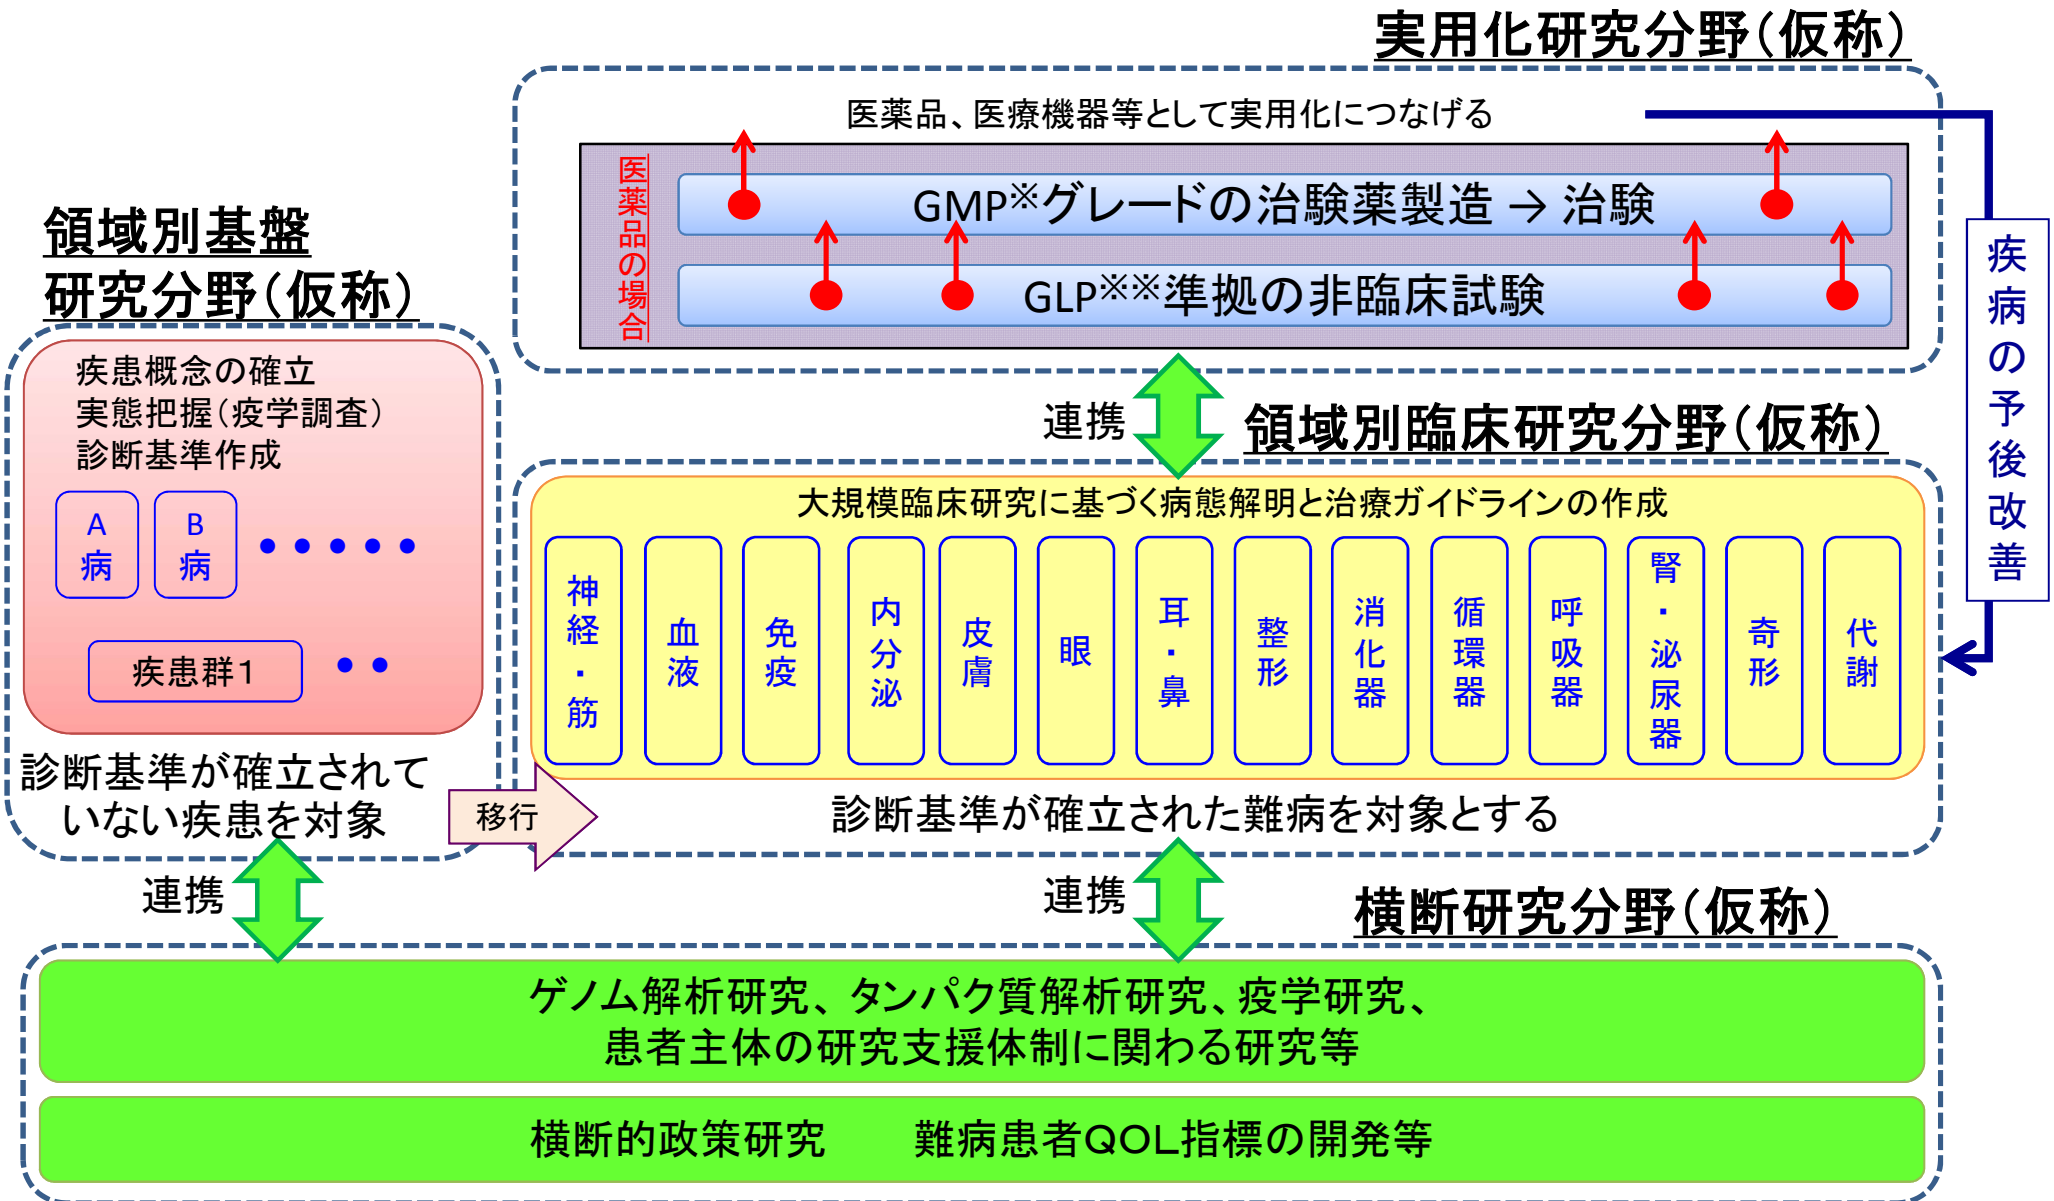 実用化研究分野(仮称)
医薬品、医療機器等として実用化につなげる
医薬品の場合
GMP※グレードの治験薬製造 → 治験
GLP※※準拠の非臨床試験
疾病の予後改善
領域別基盤
研究分野(仮称)
疾患概念の確立
実態把握(疫学調査)
診断基準作成
A
病
B
病
• • • • •
疾患群1
• •
診断基準が確立されて
いない疾患を対象
移行
連携
領域別臨床研究分野(仮称)
大規模臨床研究に基づく病態解明と治療ガイドラインの作成
神経・筋
血液
免疫
内分泌
皮膚
眼
耳・鼻
整形
消化器
循環器
呼吸器
腎・泌尿器
奇形
代謝
診断基準が確立された難病を対象とする
連携
連携
横断研究分野(仮称)
ゲノム解析研究、タンパク質解析研究、疫学研究、
患者主体の研究支援体制に関わる研究等
横断的政策研究　　難病患者QOL指標の開発等